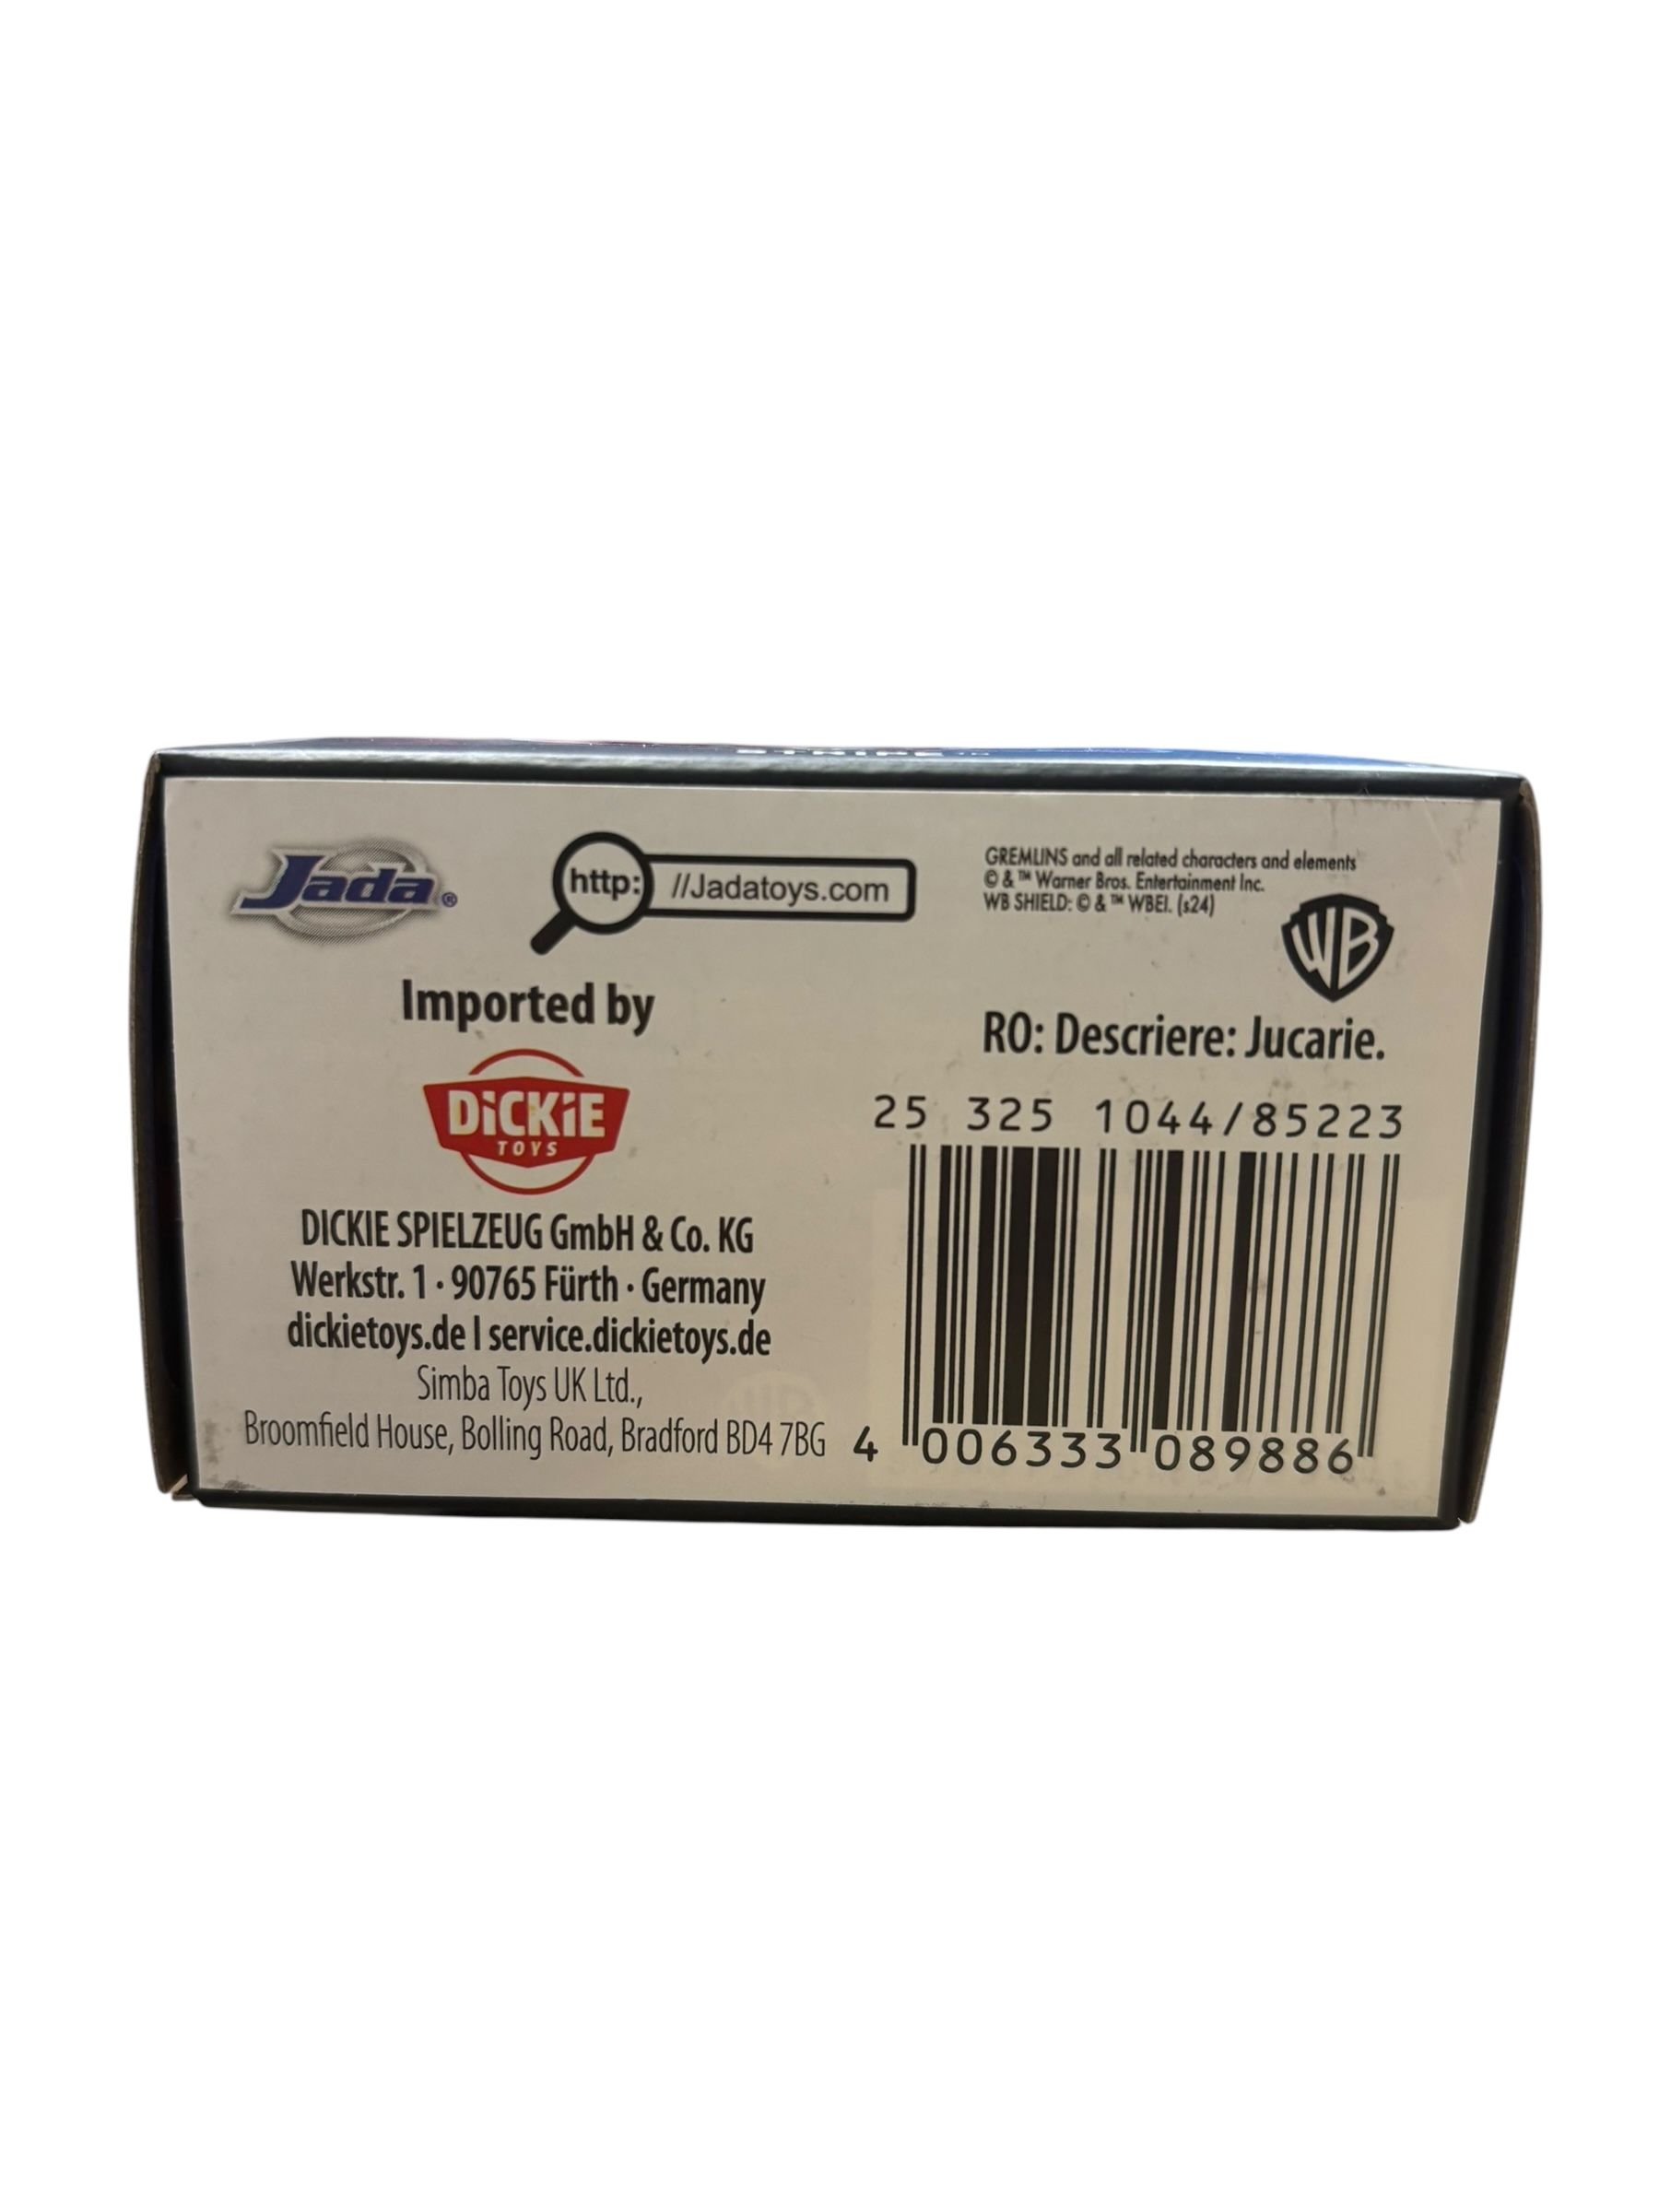 Jada®
http: //Jadatoys.com
GREMLINS and all related characters and elements
© & ™ Warner Bros. Entertainment Inc.
WB SHIELD: © & ™ WBEI. (s24)
WB
Imported by
DiCKiE
TOYS
DICKIE SPIELZEUG GmbH & Co. KG
Werkstr. 1 · 90765 Fürth · Germany
dickietoys.de I service.dickietoys.de
Simba Toys UK Ltd.,
Broomfield House, Bolling Road, Bradford BD4 7BG
RO: Descriere: Jucarie.
25 325 1044/85223
4 006333 089886